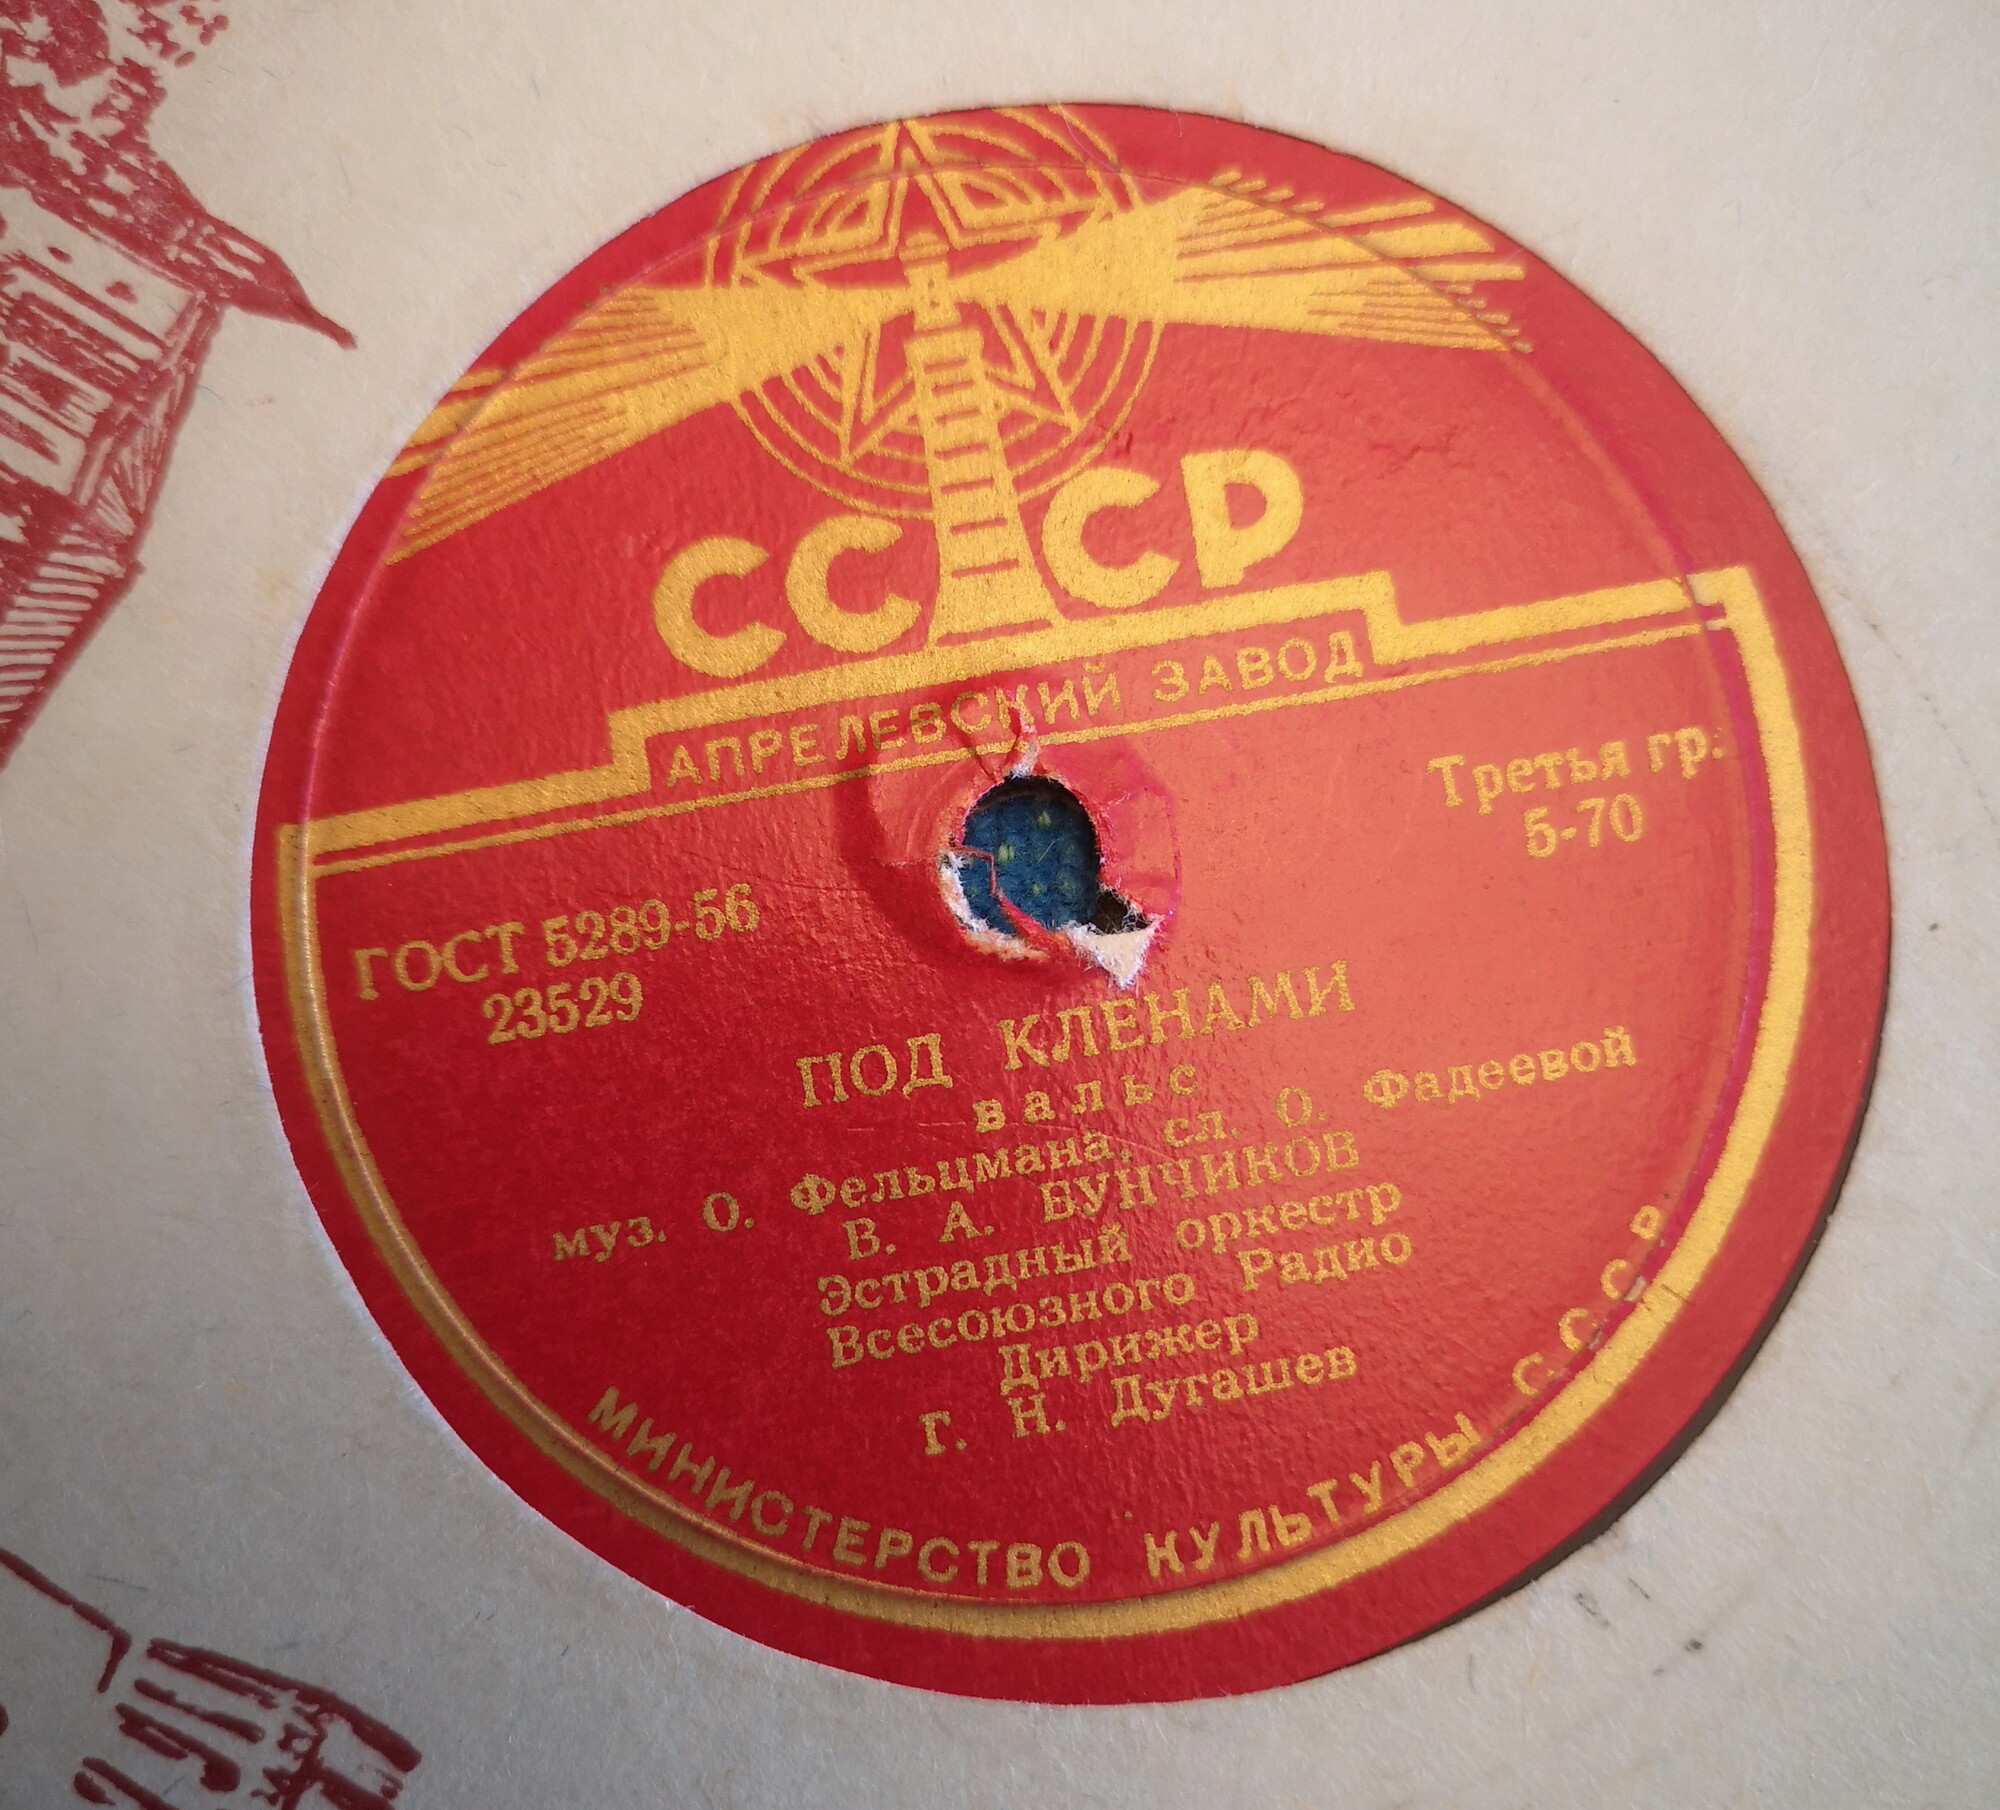 СССР
АПРЕЛЕВСКИЙ ЗАВОД
Третья гр.
5-70
ГОСТ 5289-56
23529
ПОД КЛЕНАМИ
вальс
муз. О. Фельцмана, сл. О. Фадеевой
В. А. БУНЧИКОВ
Эстрадный оркестр
Всесоюзного Радио
Дирижер
Г. Н. Дугашев
МИНИСТЕРСТВО КУЛЬТУРЫ С.С.С.Р.